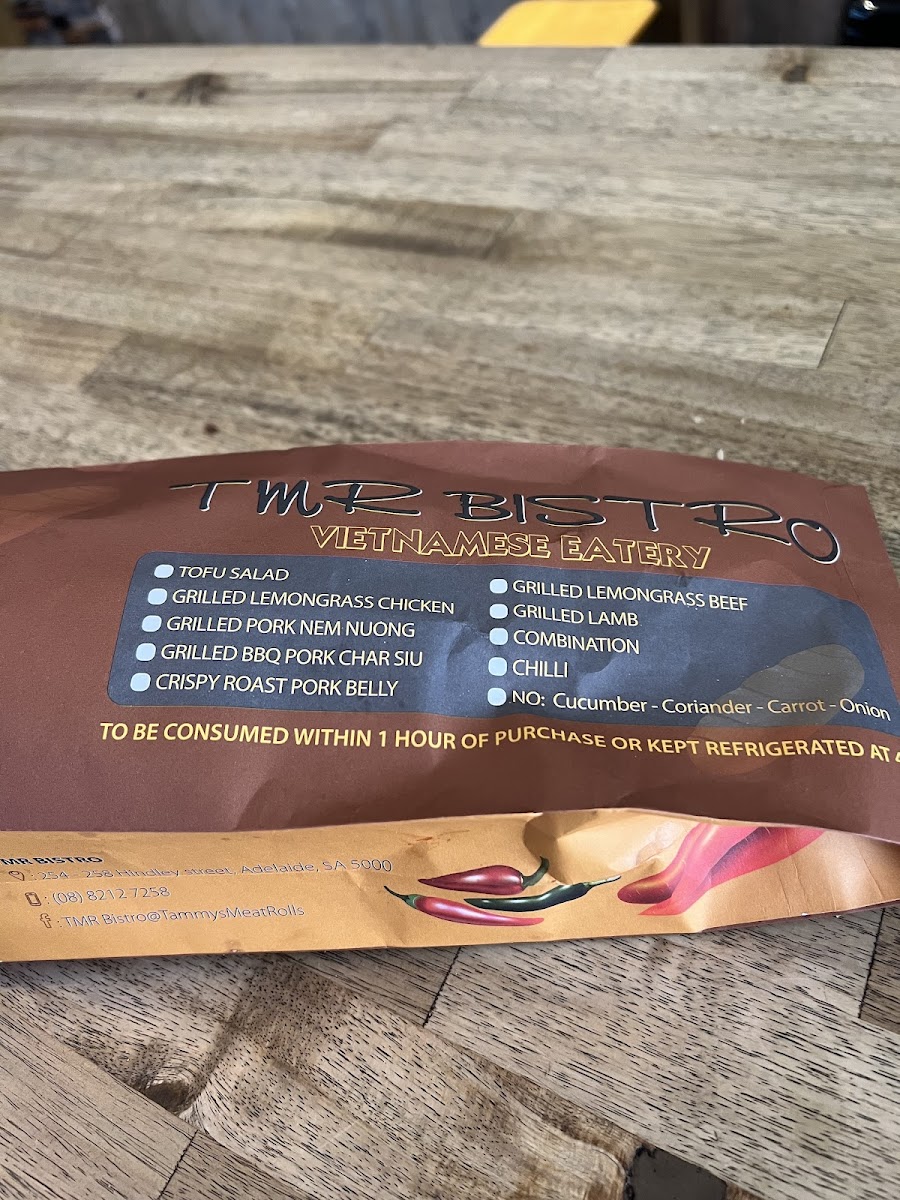 TMR BISTRO
VIETNAMESE EATERY
TOFU SALAD
GRILLED LEMONGRASS CHICKEN
GRILLED PORK NEM NUONG
GRILLED BBQ PORK CHAR SIU
CRISPY ROAST PORK BELLY
GRILLED LEMONGRASS BEEF
GRILLED LAMB
COMBINATION
CHILLI
NO: Cucumber - Coriander - Carrot - Onion
TO BE CONSUMED WITHIN 1 HOUR OF PURCHASE OR KEPT REFRIGERATED AT
MR BISTRO
: 254 - 258 Hindley street, Adelaide, SA 5000
: (08) 8212 7258
f : TMR Bistro@TammysMeatRolls